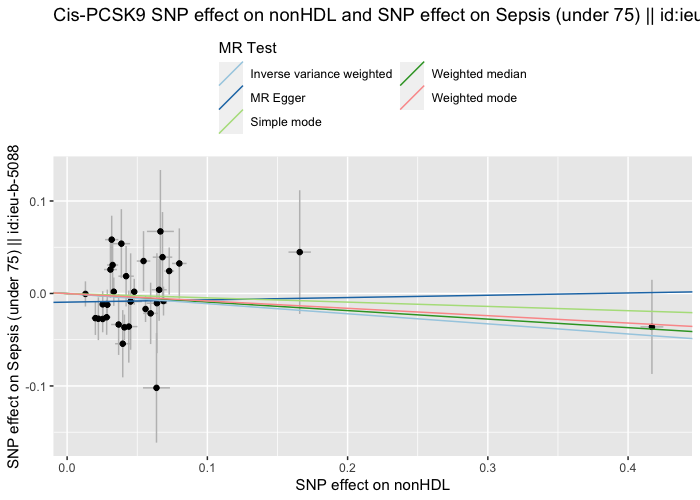 Cis-PCSK9 SNP effect on nonHDL and SNP effect on Sepsis (under 75) || id:ieu
MR Test
Inverse variance weighted
Weighted median
MR Egger
Weighted mode
Simple mode
SNP effect on Sepsis (under 75) || id:ieu-b-5088
0.1
0.0
-0.1
0.0
0.1
0.2
0.3
0.4
SNP effect on nonHDL